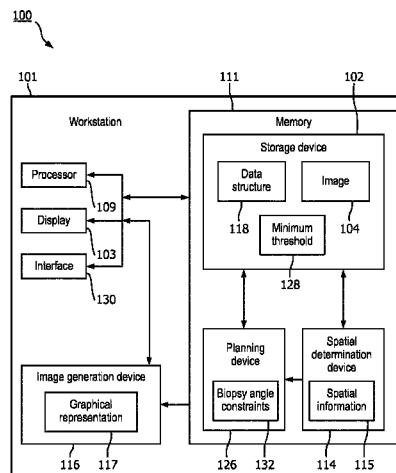 100
101
111
102
Workstation
Memory
Storage device
Processor
109
Data
structure
118
Image
104
Display
103
Minimum
threshold
128
Interface
130
Planning
device
Spatial
determination
device
Image generation device
Graphical
representation
Biopsy angle
constraints
Spatial
information
116
117
126
132
114
115